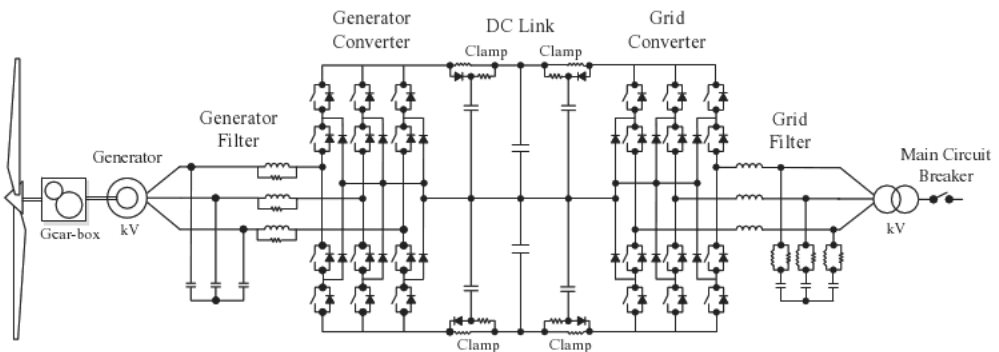 Generator
Converter
DC Link
Grid
Converter
Clamp
Clamp
Generator
Filter
Grid
Filter
Generator
Main Circuit
Breaker
Gear-box
kV
kV
Clamp
Clamp